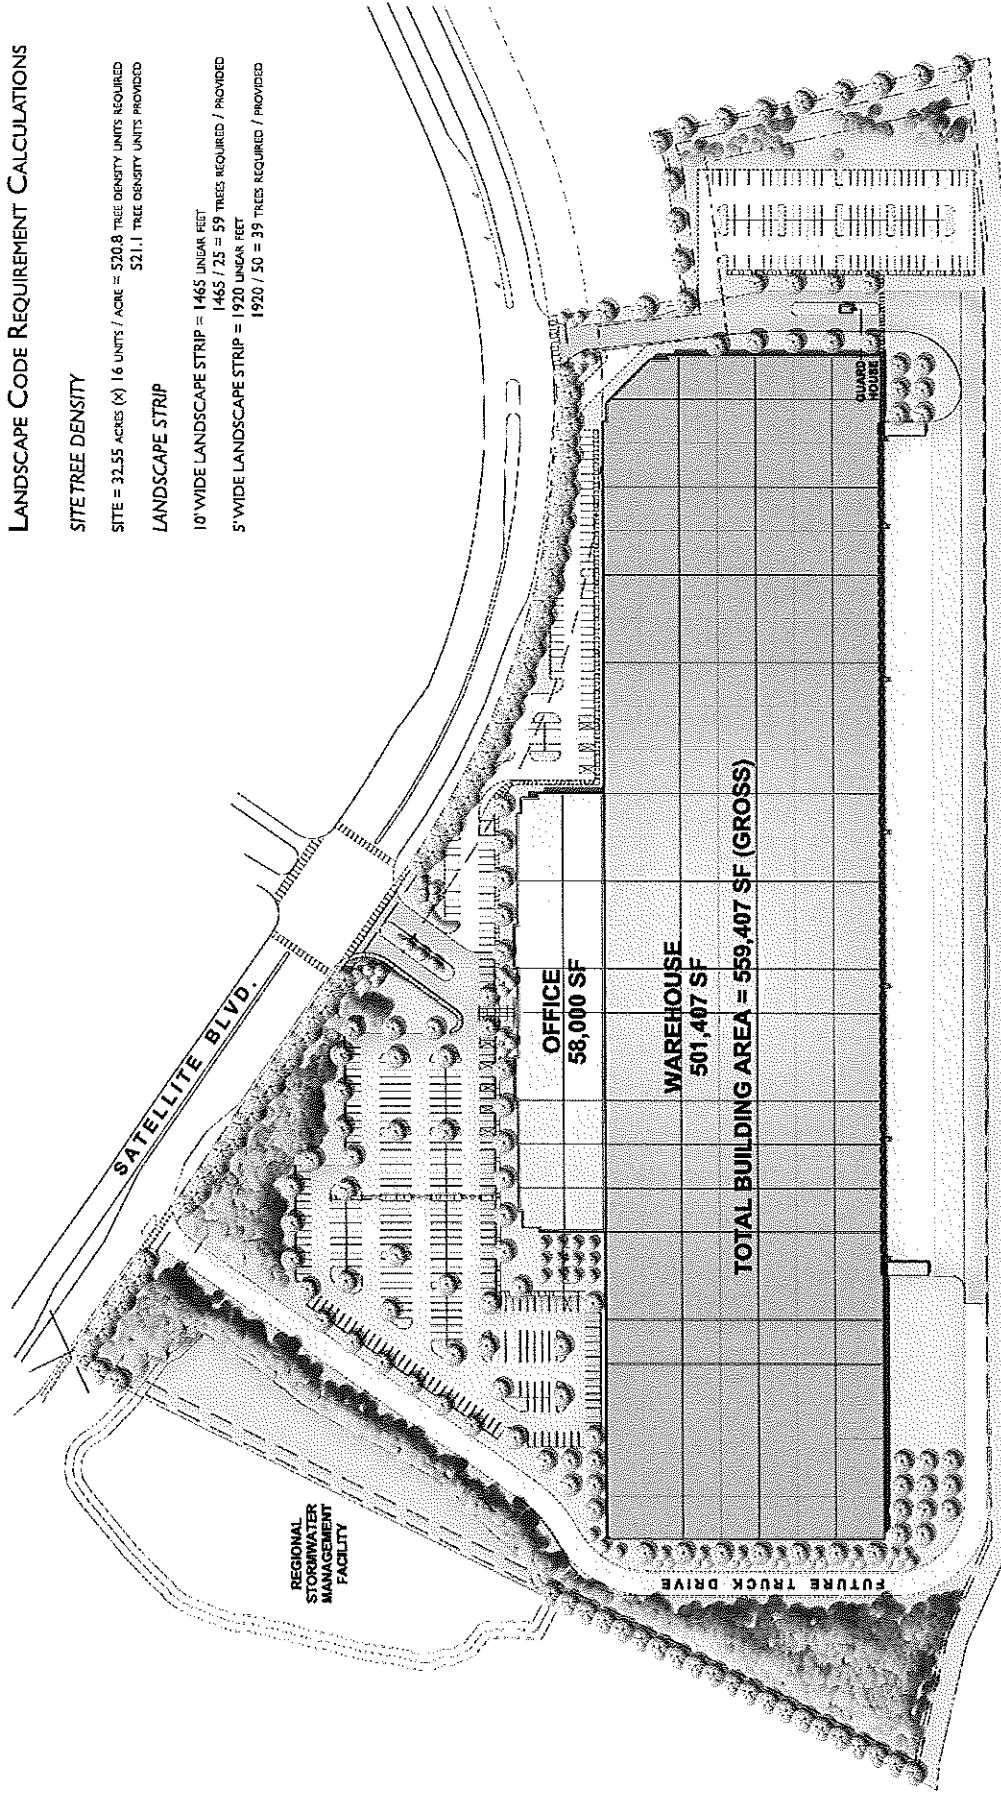 LANDSCAPE CODE REQUIREMENT CALCULATIONS
SITE TREE DENSITY
SITE = 32.55 ACRES (x) 16 UNITS / ACRE = 520.8 TREE DENSITY UNITS REQUIRED
521.1 TREE DENSITY UNITS PROVIDED
LANDSCAPE STRIP
10' WIDE LANDSCAPE STRIP = 1465 LINEAR FEET
1465 / 25 = 59 TREES REQUIRED / PROVIDED
5' WIDE LANDSCAPE STRIP = 1920 LINEAR FEET
1920 / 50 = 39 TREES REQUIRED / PROVIDED
SATELLITE BLVD.
REGIONAL
STORMWATER
MANAGEMENT
FACILITY
OFFICE
58,000 SF
WAREHOUSE
501,407 SF
TOTAL BUILDING AREA = 559,407 SF (GROSS)
GUARD
HOUSE
FUTURE TRUCK DRIVE